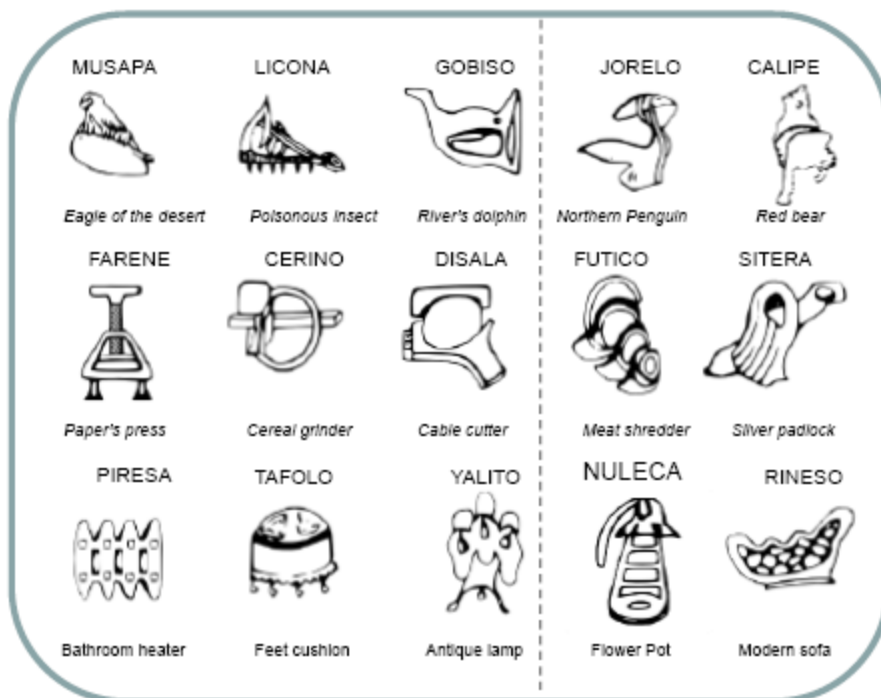 MUSAPA LICONA GOBISO JORELO CALIPE
Eagle of the desert Poisonous insect River's dolphin Northern Penguin Red bear
FARENE CERINO DISALA FUTICO SITERA
Paper's press Cereal grinder Cable cutter Meat shredder Silver padlock
PIRESA TAFOLO YALITO NULECA RINESO
Bathroom heater Feet cushion Antique lamp Flower Pot Modern sofa